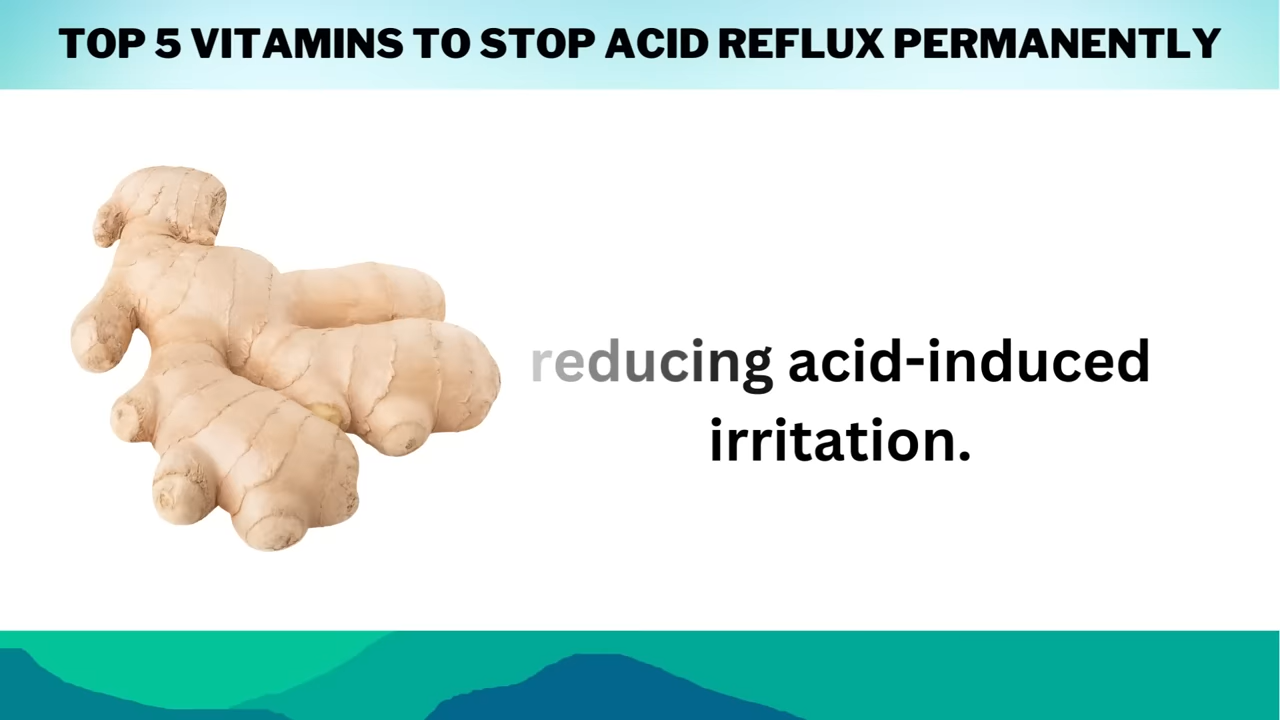 TOP 5 VITAMINS TO STOP ACID REFLUX PERMANENTLY
reducing acid-induced
irritation.